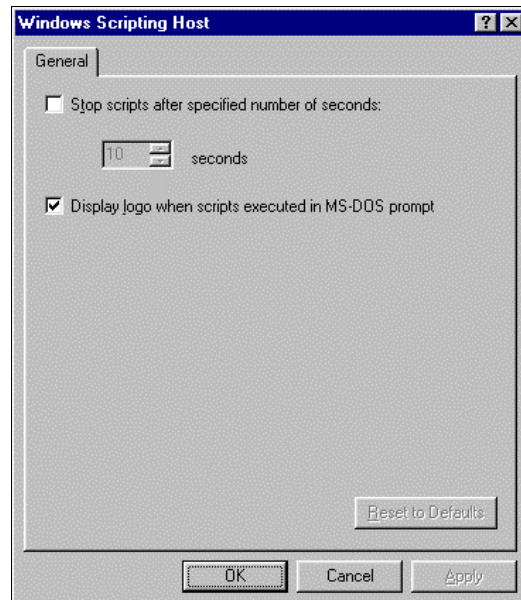 Windows Scripting Host
General
Stop scripts after specified number of seconds:
10 seconds
Display logo when scripts executed in MS-DOS prompt
Reset to Defaults
OK Cancel Apply